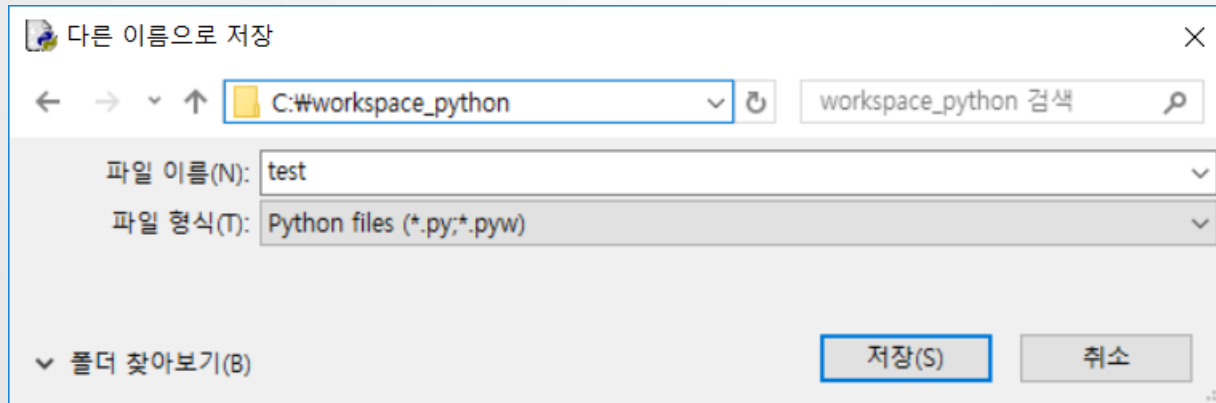 다른 이름으로 저장
C:₩workspace_python
workspace_python 검색
파일 이름(N): test
파일 형식(T): Python files (*.py;*.pyw)
폴더 찾아보기(B)
저장(S)
취소